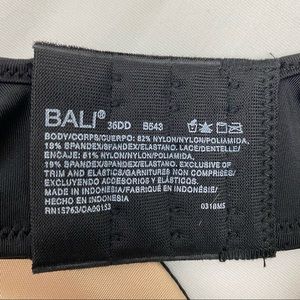 BALI® 36DD B543
BODY/CORPS/CUERPO: 82% NYLON/NYLON/POLIAMIDA,
18% SPANDEX/SPANDEX/ELASTANO. LACE/DENTELLE/
ENCAJE: 81% NYLON/NYLON/POLIAMIDA,
19% SPANDEX/SPANDEX/ELASTANO. EXCLUSIVE OF
TRIM AND ELASTICS/GARNITURES NON COMPRISES/
EXCLUYENDO ACCESORIOS Y ELÁSTICOS.
MADE IN INDONESIA/FABRIQUÉ EN INDONÉSIE/
HECHO EN INDONESIA
RN15763/CA00153 0318MS